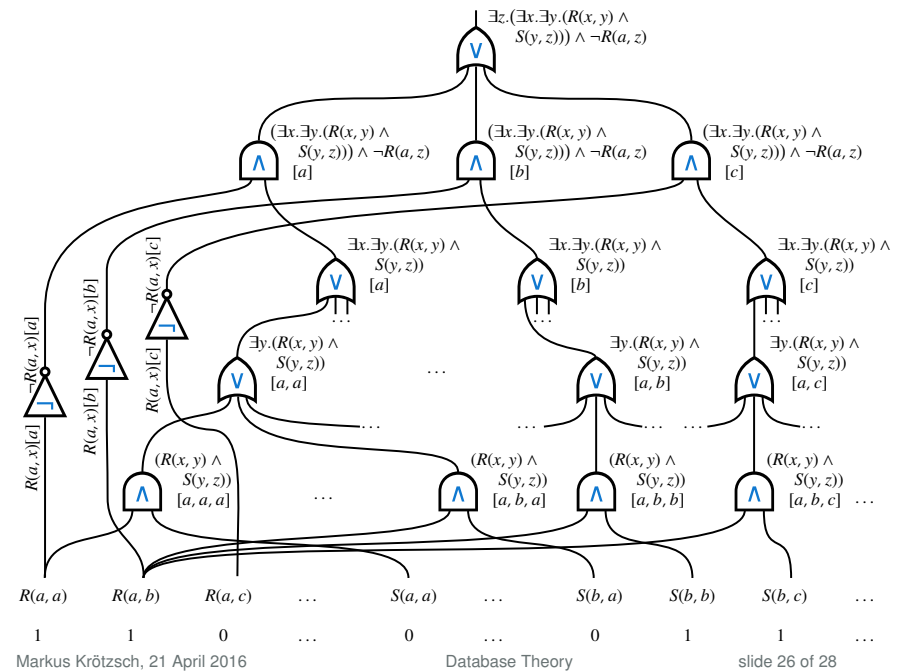 ∃z.(∃x.∃y.(R(x, y) ∧
S(y, z))) ∧ ¬R(a, z)
∨
(∃x.∃y.(R(x, y) ∧
S(y, z))) ∧ ¬R(a, z)
[a]
∧
(∃x.∃y.(R(x, y) ∧
S(y, z))) ∧ ¬R(a, z)
[b]
∧
(∃x.∃y.(R(x, y) ∧
S(y, z))) ∧ ¬R(a, z)
[c]
∧
∃x.∃y.(R(x, y) ∧
S(y, z))
[a]
∨
...
∃x.∃y.(R(x, y) ∧
S(y, z))
[b]
∨
...
∃x.∃y.(R(x, y) ∧
S(y, z))
[c]
∨
...
¬R(a, x)[a]
¬
R(a, x)[a]
¬R(a, x)[b]
¬
R(a, x)[b]
¬R(a, x)[c]
¬
R(a, x)[c]
∃y.(R(x, y) ∧
S(y, z))
[a, a]
∨
...
∃y.(R(x, y) ∧
S(y, z))
[a, b]
∨
∃y.(R(x, y) ∧
S(y, z))
[a, c]
∨
... ... ... ... ...
(R(x, y) ∧
S(y, z))
[a, a, a]
∧
...
(R(x, y) ∧
S(y, z))
[a, b, a]
∧
(R(x, y) ∧
S(y, z))
[a, b, b]
∧
(R(x, y) ∧
S(y, z))
[a, b, c]
∧
...
R(a, a) R(a, b) R(a, c) ... S(a, a) ... S(b, a) S(b, b) S(b, c) ...
1 1 0 ... 0 0 1 1 ...
Markus Krötzsch, 21 April 2016 Database Theory slide 26 of 28